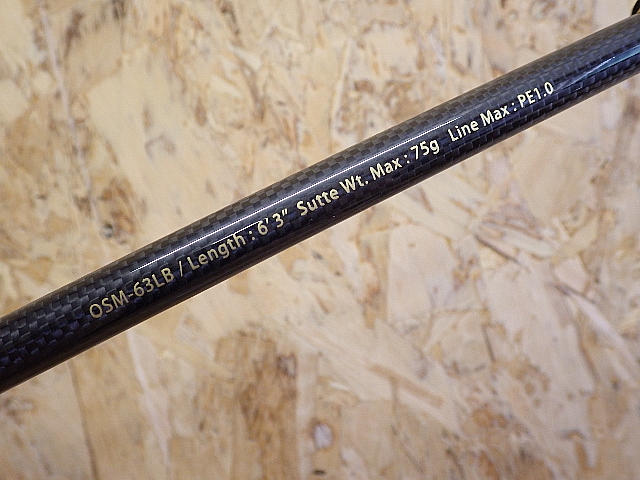 OSM-63LB / Length : 6' 3" Sutte Wt. Max : 75g Line Max : PE1.0